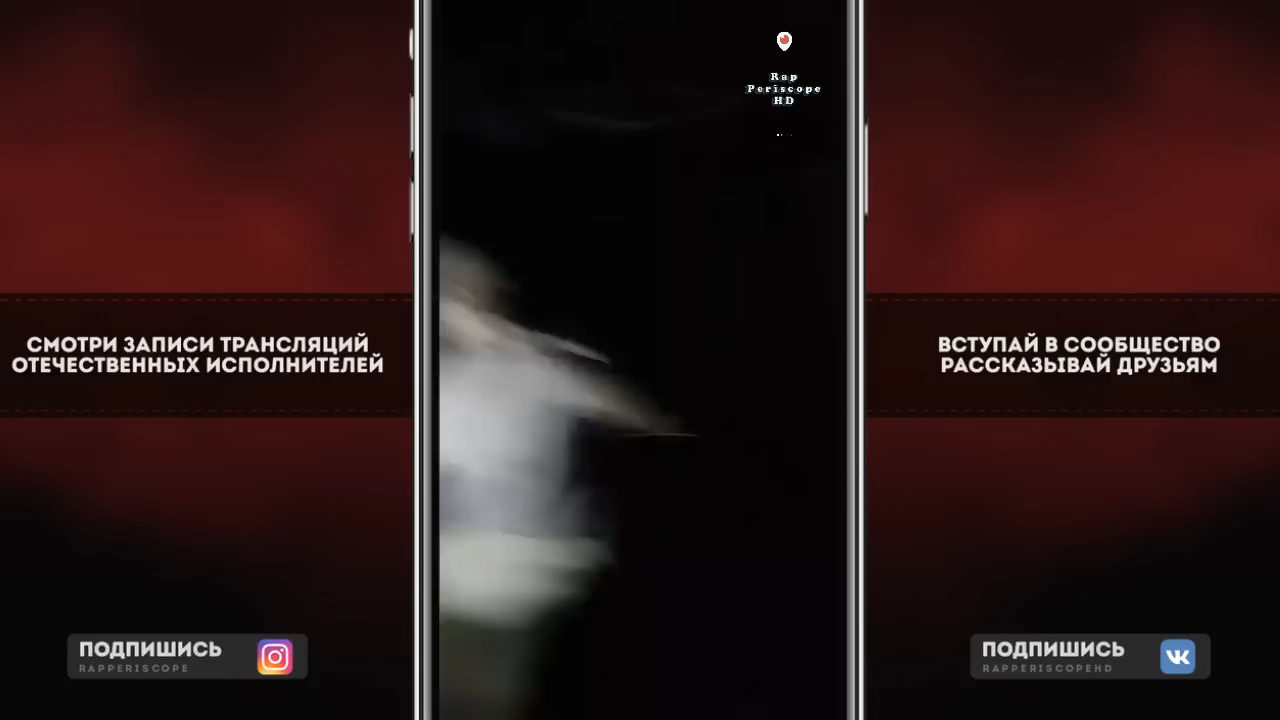 Rap
Periscope
HD
СМОТРИ ЗАПИСИ ТРАНСЛЯЦИЙ
ОТЕЧЕСТВЕННЫХ ИСПОЛНИТЕЛЕЙ
ВСТУПАЙ В СООБЩЕСТВО
РАССКАЗЫВАЙ ДРУЗЬЯМ
ПОДПИШИСЬ
RAPPERISCOPE
ПОДПИШИСЬ
RAPPERISCOPEHD